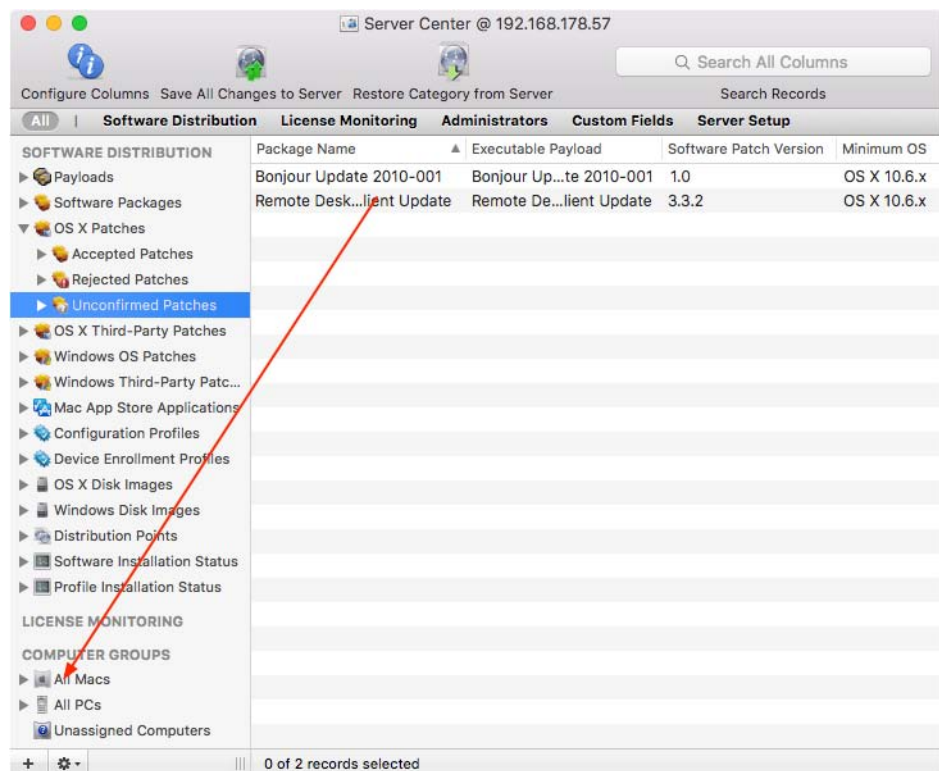 Server Center @ 192.168.178.57
Configure Columns Save All Changes to Server Restore Category from Server
Search All Columns
Search Records
All | Software Distribution License Monitoring Administrators Custom Fields Server Setup
SOFTWARE DISTRIBUTION
Payloads
Software Packages
OS X Patches
Accepted Patches
Rejected Patches
Unconfirmed Patches
OS X Third-Party Patches
Windows OS Patches
Windows Third-Party Patc...
Mac App Store Applications
Configuration Profiles
Device Enrollment Profiles
OS X Disk Images
Windows Disk Images
Distribution Points
Software Installation Status
Profile Installation Status
LICENSE MONITORING
COMPUTER GROUPS
All Macs
All PCs
Unassigned Computers
Package Name Executable Payload Software Patch Version Minimum OS
Bonjour Update 2010-001 Bonjour Up...te 2010-001 1.0 OS X 10.6.x
Remote Desk...lient Update Remote De...lient Update 3.3.2 OS X 10.6.x
0 of 2 records selected